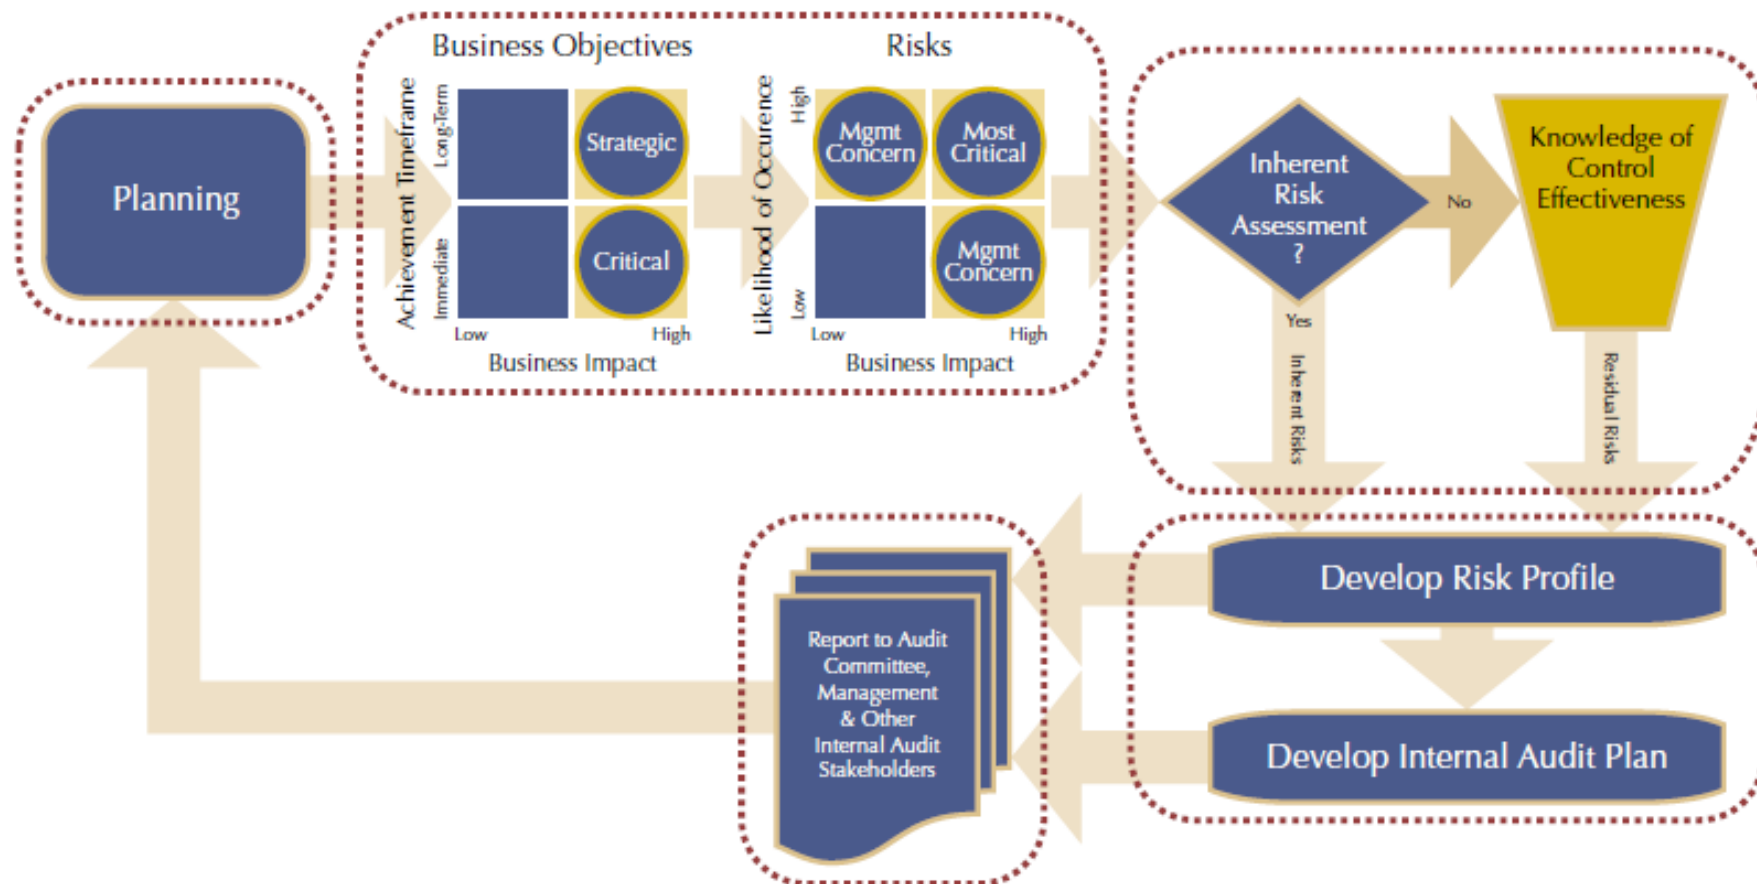 Planning
Business Objectives
Achievement Timeframe
Long-Term
Immediate
Strategic
Critical
Low
High
Business Impact
Risks
Likelihood of Occurence
High
Low
Mgmt
Concern
Most
Critical
Mgmt
Concern
Low
High
Business Impact
Inherent
Risk
Assessment
?
No
Yes
Knowledge of
Control
Effectiveness
Inherent Risks
Residual Risks
Develop Risk Profile
Develop Internal Audit Plan
Report to Audit
Committee,
Management
& Other
Internal Audit
Stakeholders